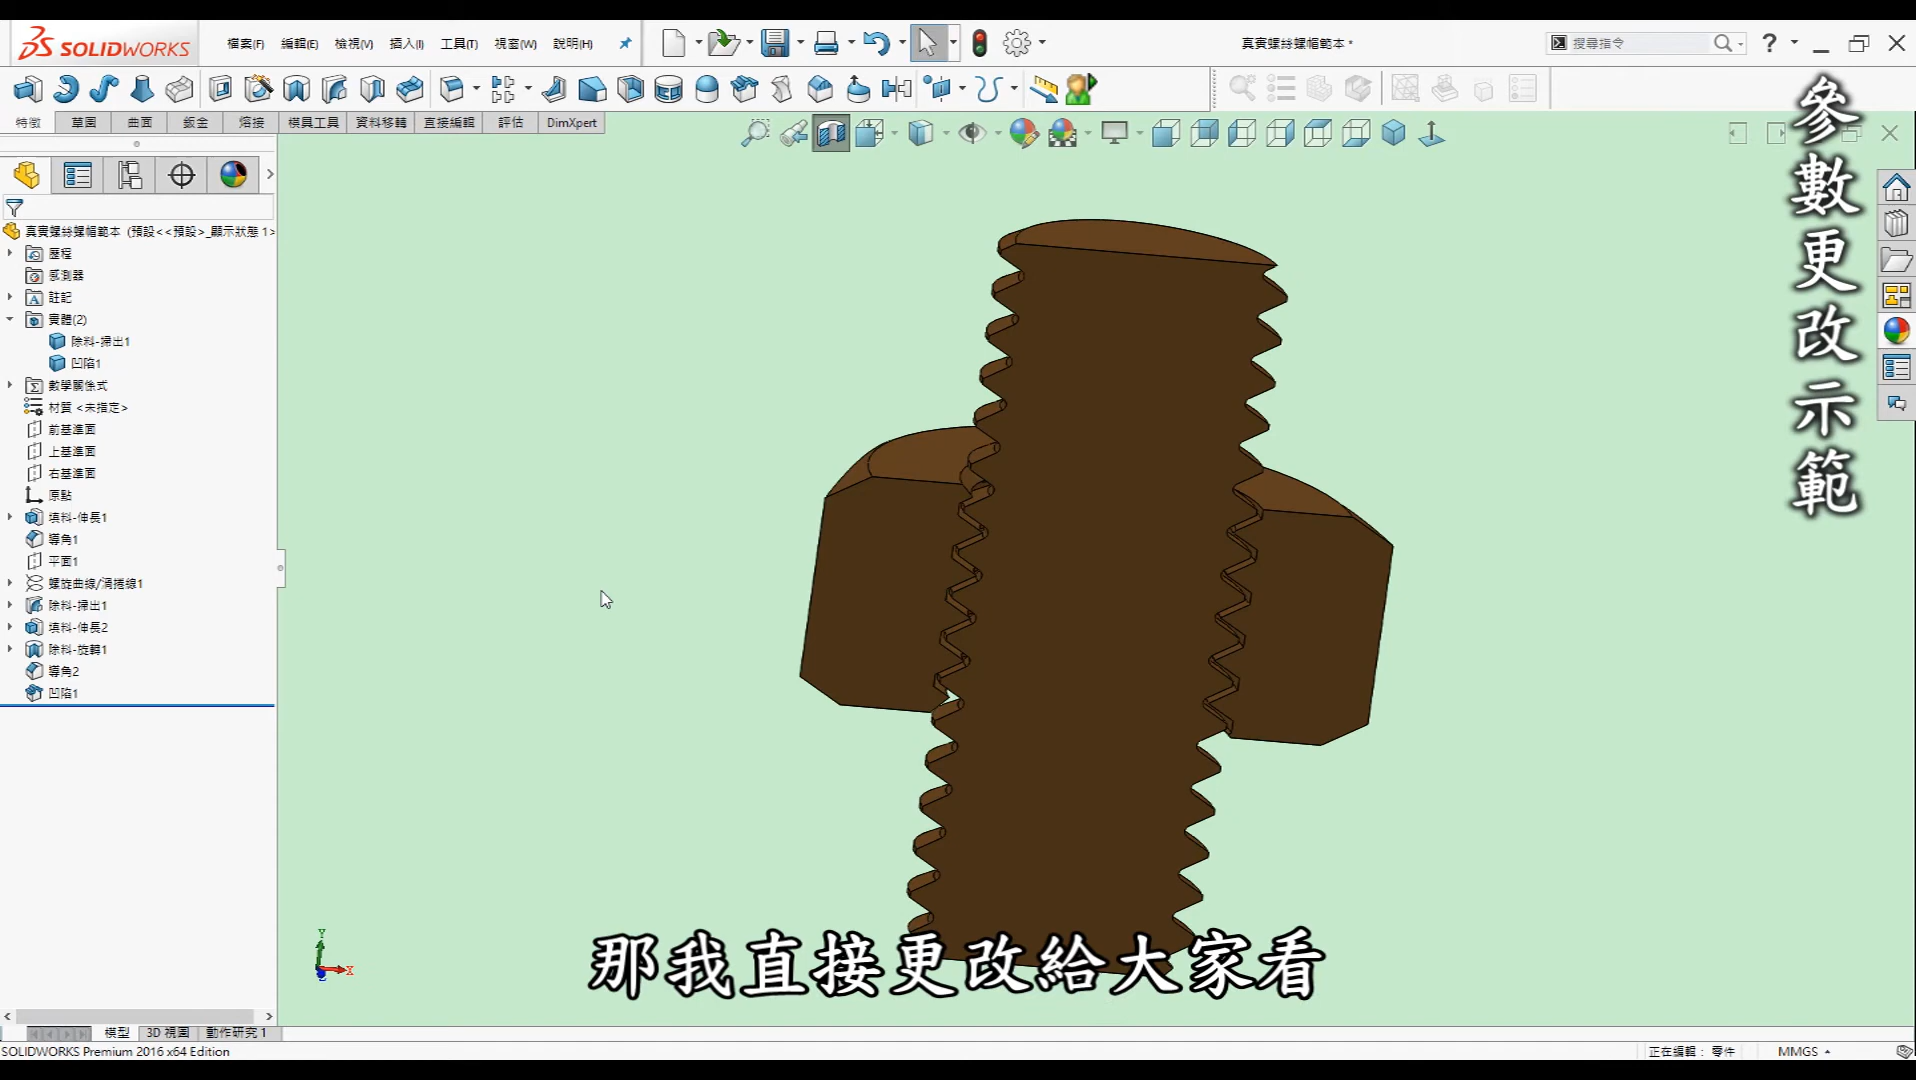 SOLIDWORKS
檔案(F)
編輯(E)
檢視(V)
插入(I)
工具(T)
視窗(W)
說明(H)
真實螺絲螺帽範本 *
搜尋指令
特徵
草圖
曲面
鈑金
熔接
模具工具
資料移轉
直接編輯
評估
DimXpert
真實螺絲螺帽範本 (預設<<預設>_顯示狀態 1>
歷程
感測器
註記
實體(2)
除料-掃出1
凹陷1
數學關係式
材質 <未指定>
前基準面
上基準面
右基準面
原點
填料-伸長1
導角1
平面1
螺旋曲線/渦捲線1
除料-掃出1
填料-伸長2
除料-旋轉1
導角2
凹陷1
參數更改示範
Y
X
Z
那我直接更改給大家看
模型
3D 視圖
動作研究 1
SOLIDWORKS Premium 2016 x64 Edition
正在編輯: 零件
MMGS